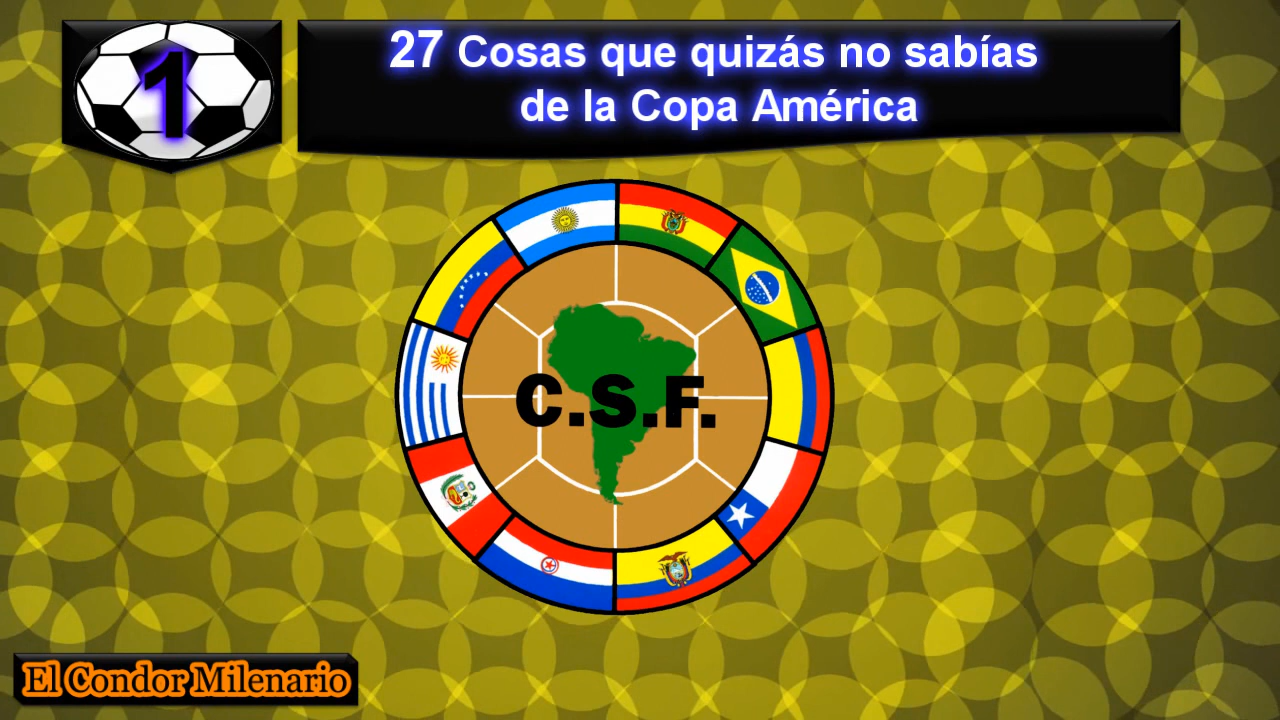 1
27 Cosas que quizás no sabías
de la Copa América
C.S.F.
El Condor Milenario